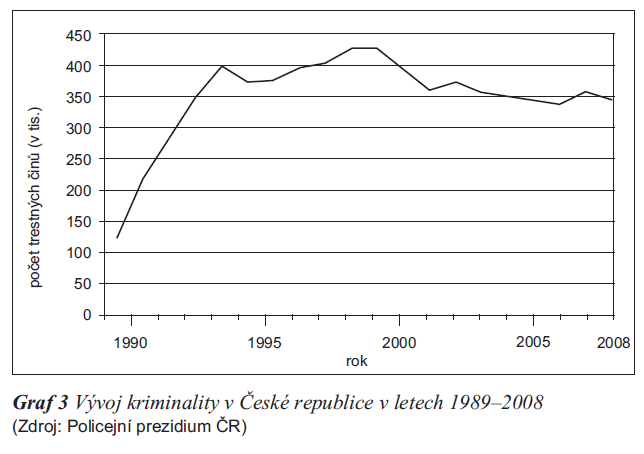 450
400
350
300
250
200
150
100
50
0
počet trestných činů (v tis.)
1990 1995 2000 2005 2008
rok
Graf 3 Vývoj kriminality v České republice v letech 1989–2008
(Zdroj: Policejní prezidium ČR)